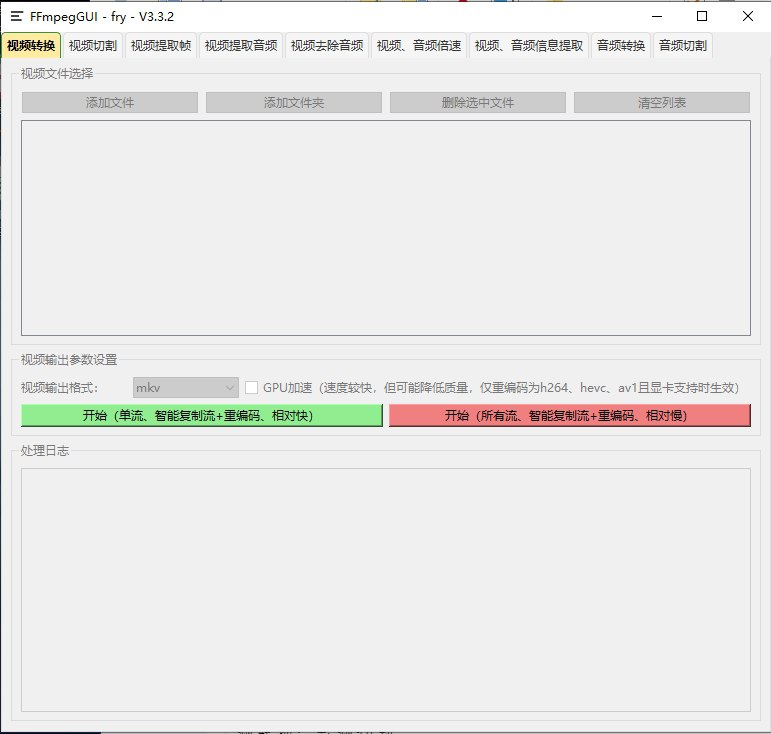 FFmpegGUI - fry - V3.3.2
视频转换 视频切割 视频提取帧 视频提取音频 视频去除音频 视频、音频倍速 视频、音频信息提取 音频转换 音频切割
视频文件选择
添加文件 添加文件夹 删除选中文件 清空列表
视频输出参数设置
视频输出格式： mkv GPU加速（速度较快，但可能降低质量，仅重编码为h264、hevc、av1且显卡支持时生效）
开始（单流、智能复制流+重编码、相对快） 开始（所有流、智能复制流+重编码、相对慢）
处理日志